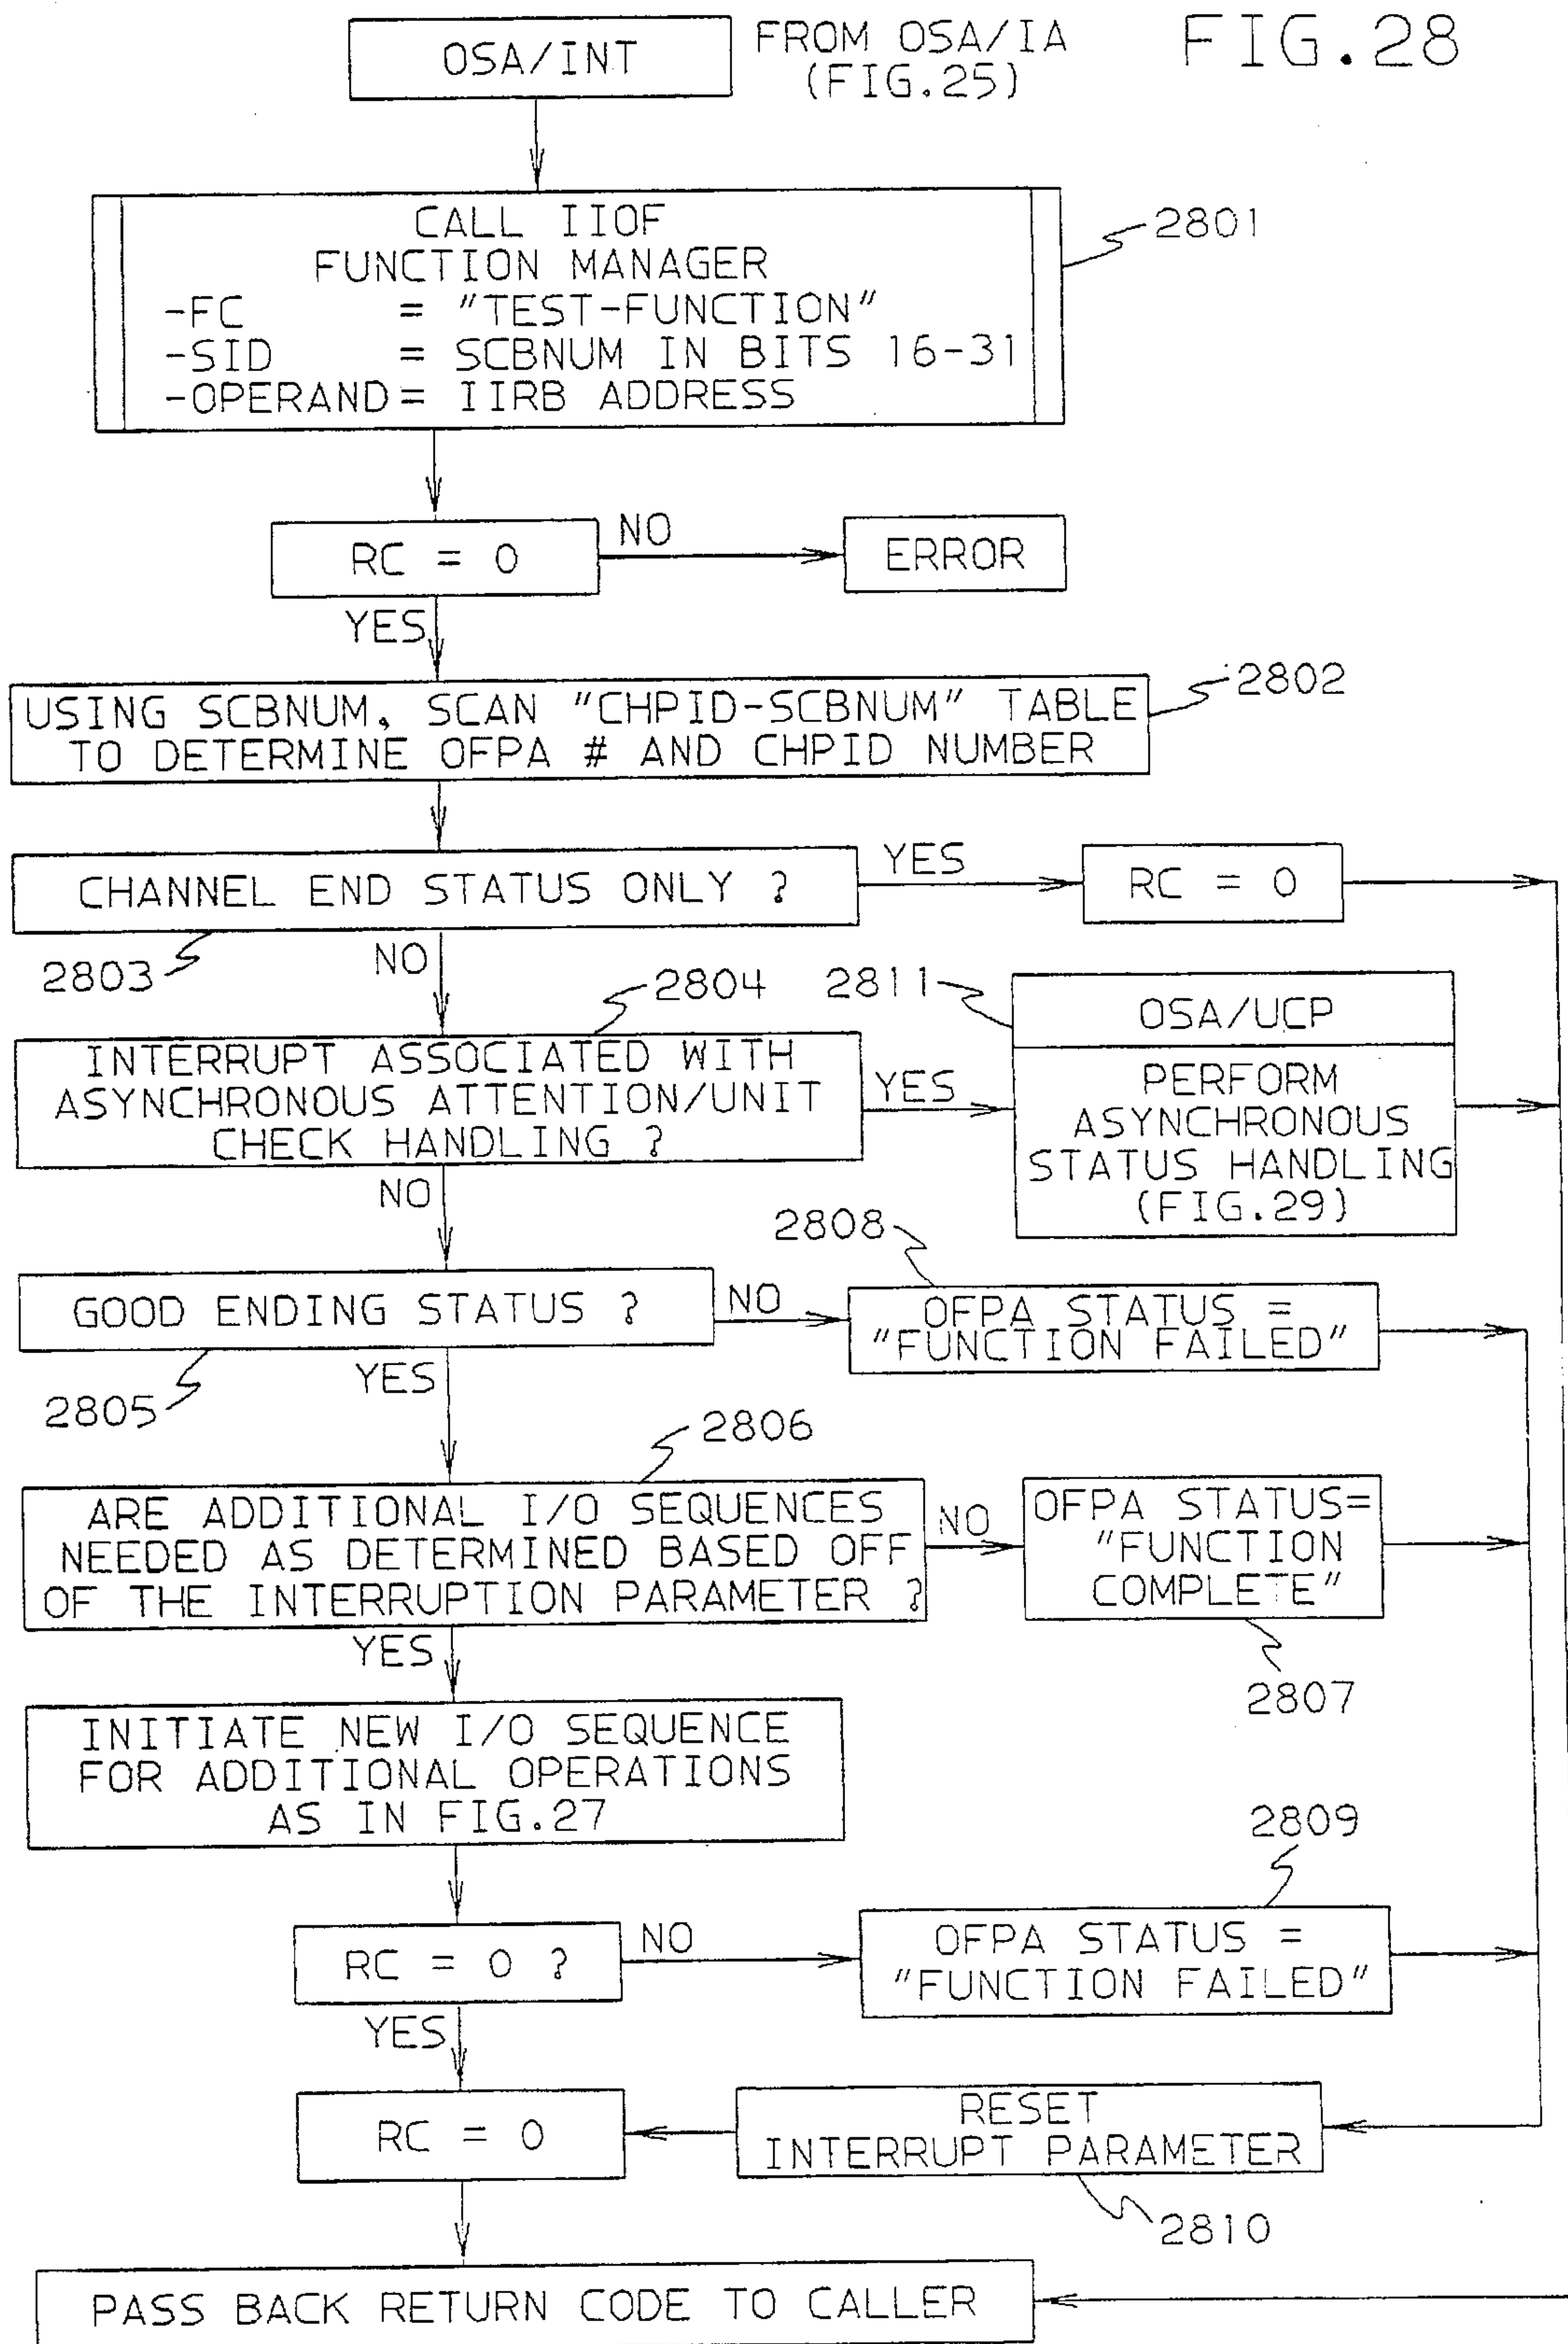 FIG.28
OSA/INT
FROM OSA/IA
(FIG.25)
CALL IIOF
FUNCTION MANAGER
-FC = "TEST-FUNCTION"
-SID = SCBNUM IN BITS 16-31
-OPERAND = IIRB ADDRESS
2801
RC = 0
NO
ERROR
YES
USING SCBNUM, SCAN "CHPID-SCBNUM" TABLE
TO DETERMINE OFPA # AND CHPID NUMBER
2802
CHANNEL END STATUS ONLY ?
YES
RC = 0
2803
NO
2804
2811
INTERRUPT ASSOCIATED WITH
ASYNCHRONOUS ATTENTION/UNIT
CHECK HANDLING ?
YES
OSA/UCP
PERFORM
ASYNCHRONOUS
STATUS HANDLING
(FIG.29)
NO
2808
GOOD ENDING STATUS ?
NO
OFPA STATUS =
"FUNCTION FAILED"
2805
YES
2806
ARE ADDITIONAL I/O SEQUENCES
NEEDED AS DETERMINED BASED OFF
OF THE INTERRUPTION PARAMETER ?
NO
OFPA STATUS=
"FUNCTION
COMPLETE"
2807
YES
INITIATE NEW I/O SEQUENCE
FOR ADDITIONAL OPERATIONS
AS IN FIG.27
2809
RC = 0 ?
NO
OFPA STATUS =
"FUNCTION FAILED"
YES
RC = 0
RESET
INTERRUPT PARAMETER
2810
PASS BACK RETURN CODE TO CALLER